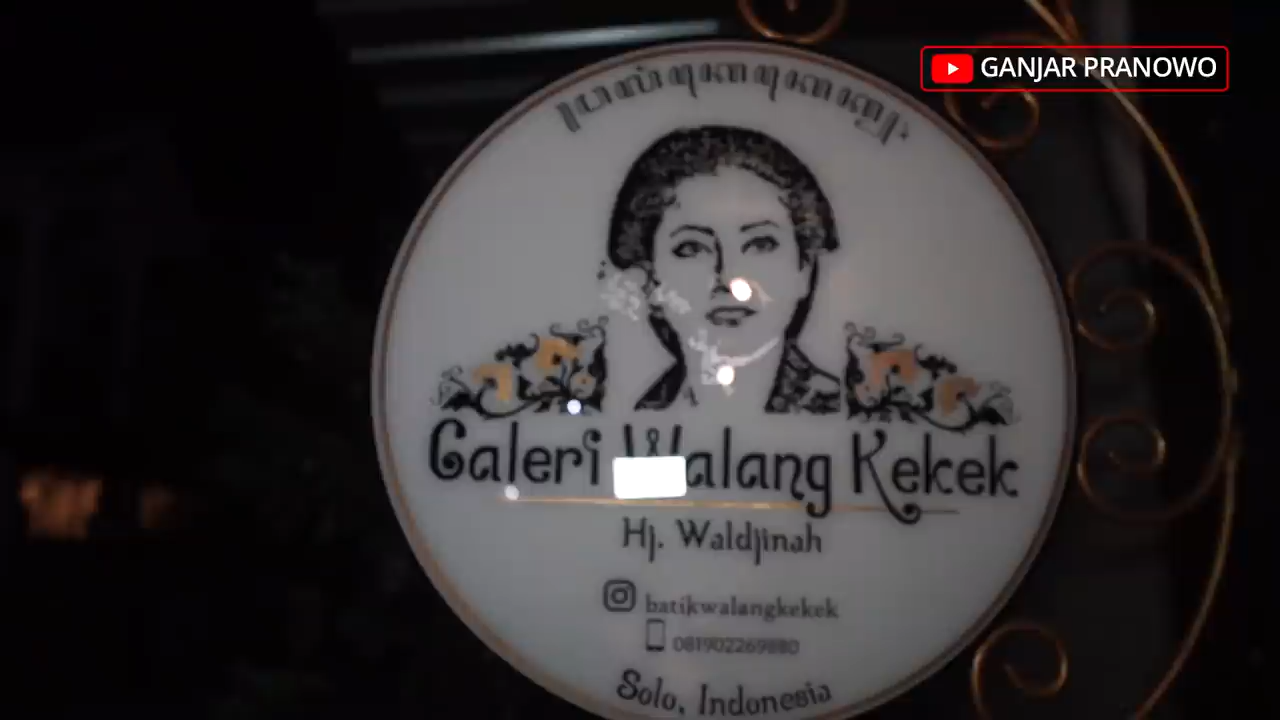 GANJAR PRANOWO
Galeri Walang Kekek
Hj. Waldjinah
batikwalangkekek
081902269880
Solo, Indonesia